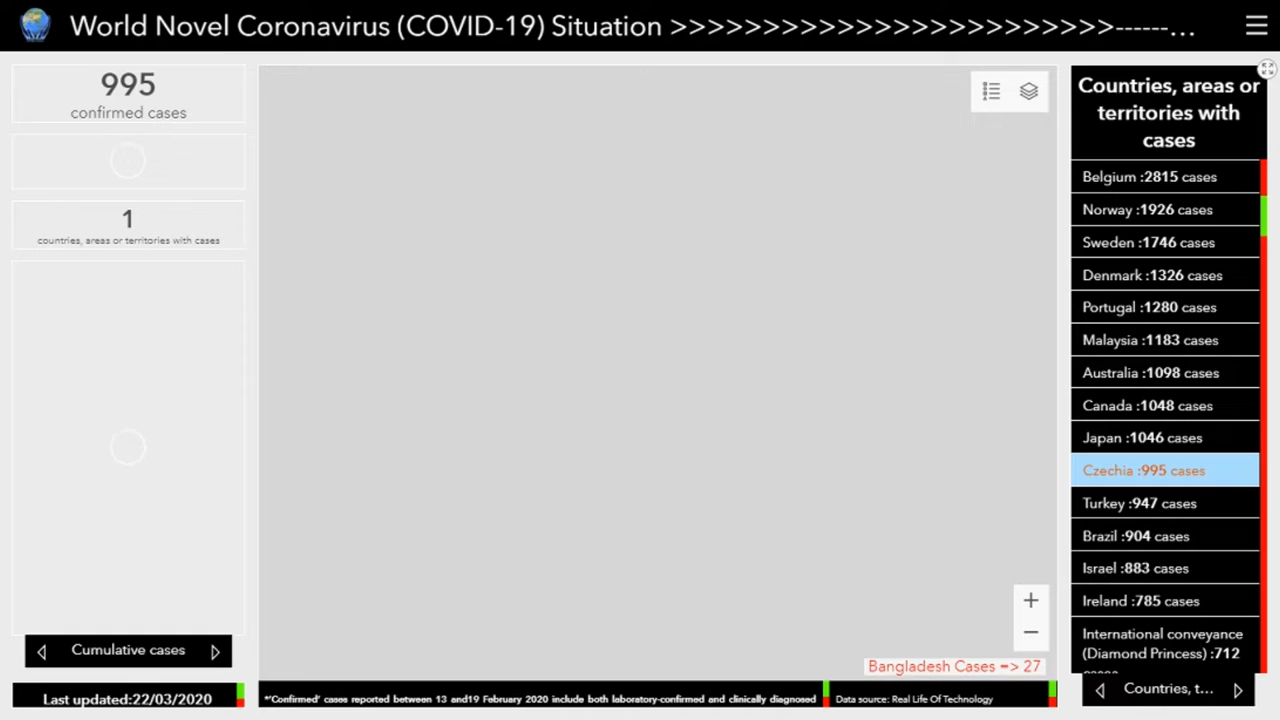 World Novel Coronavirus (COVID-19) Situation >>>>>>>>>>>>>>>>>>>>>>>>------...
995
confirmed cases
1
countries, areas or territories with cases
Cumulative cases
Last updated:22/03/2020
Bangladesh Cases => 27
*'Confirmed' cases reported between 13 and19 February 2020 include both laboratory-confirmed and clinically diagnosed
Data source: Real Life Of Technology
Countries, areas or
territories with
cases
Belgium :2815 cases
Norway :1926 cases
Sweden :1746 cases
Denmark :1326 cases
Portugal :1280 cases
Malaysia :1183 cases
Australia :1098 cases
Canada :1048 cases
Japan :1046 cases
Czechia :995 cases
Turkey :947 cases
Brazil :904 cases
Israel :883 cases
Ireland :785 cases
International conveyance
(Diamond Princess) :712
Countries, t...